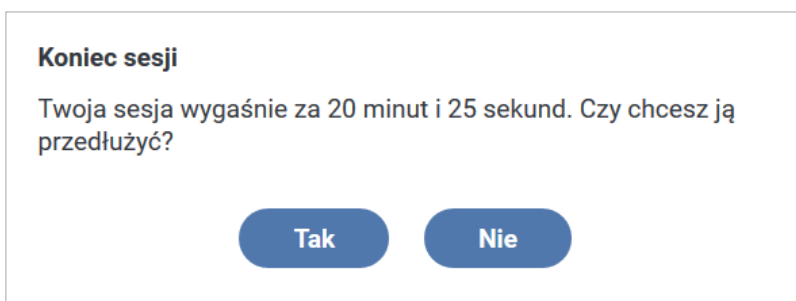 Koniec sesji
Twoja sesja wygaśnie za 20 minut i 25 sekund. Czy chcesz ją
przedłużyć?
Tak Nie